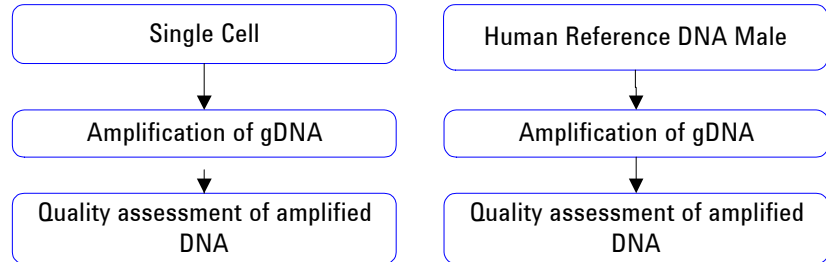 Single Cell
Human Reference DNA Male
Amplification of gDNA
Amplification of gDNA
Quality assessment of amplified
DNA
Quality assessment of amplified
DNA